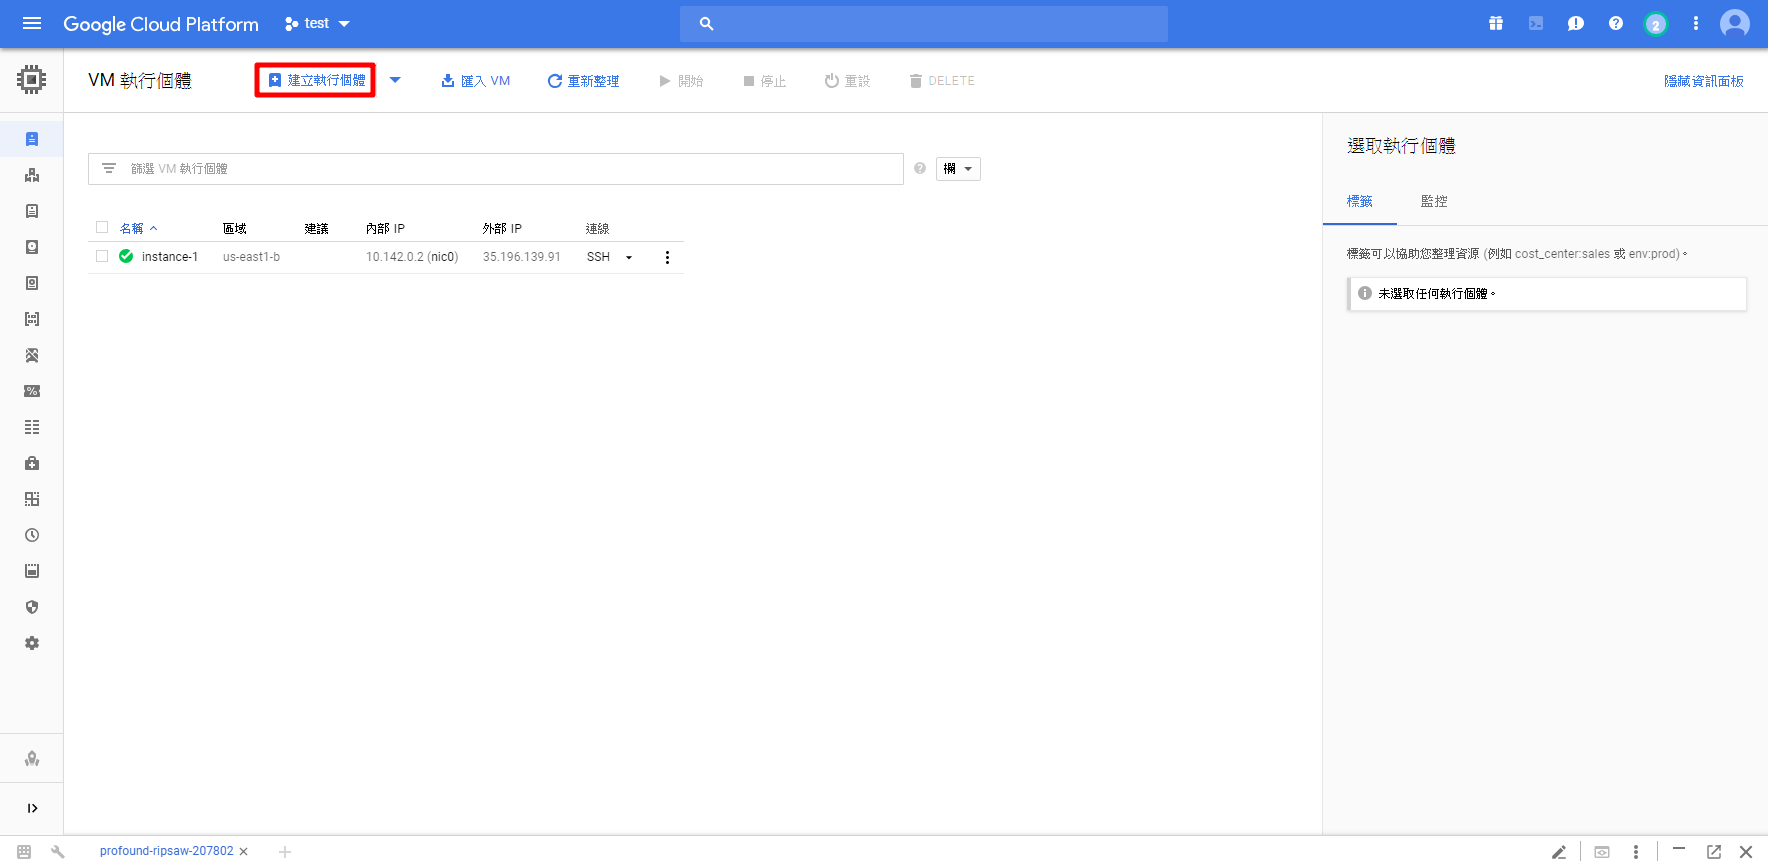 Google Cloud Platform
test
2
VM 執行個體
建立執行個體
匯入 VM
重新整理
開始
停止
重設
DELETE
隱藏資訊面板
篩選 VM 執行個體
欄
選取執行個體
標籤
監控
標籤可以協助您整理資源 (例如 cost_center:sales 或 env:prod)。
未選取任何執行個體。
名稱 區域 建議 內部 IP 外部 IP 連線
instance-1 us-east1-b 10.142.0.2 (nic0) 35.196.139.91 SSH
profound-ripsaw-207802